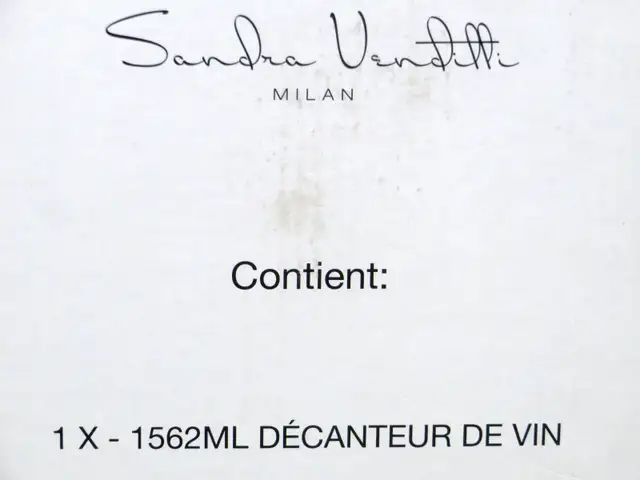 Sandra Venditti
MILAN
Contient:
1 X - 1562ML DÉCANTEUR DE VIN